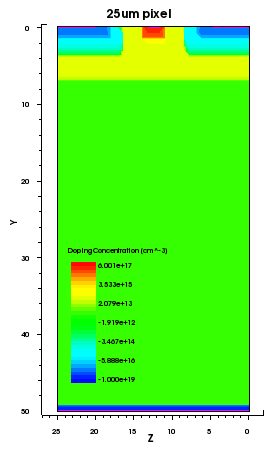 25um pixel
0
10
20
30
40
50
Y
Doping Concentration (cm^-3)
6.001e+17
3.533e+15
2.079e+13
-1.919e+12
-3.467e+14
-5.888e+16
-1.000e+19
25 20 15 10 5 0
Z